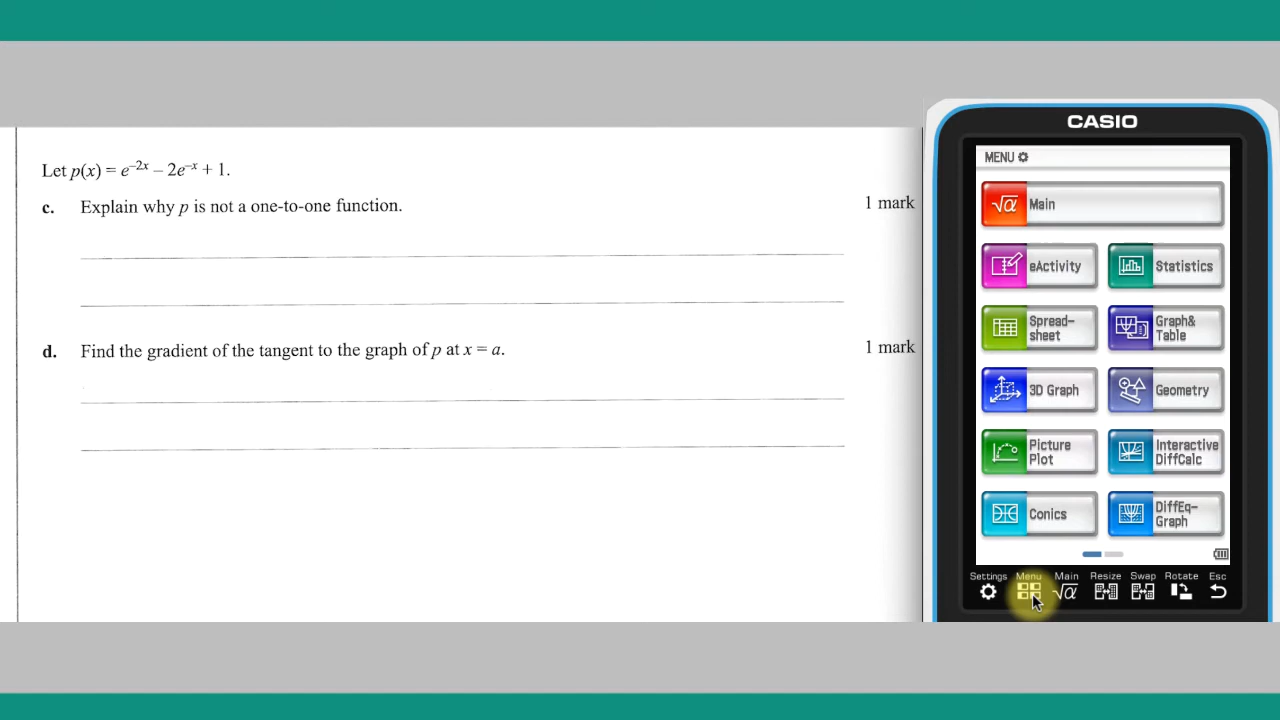 CASIO
MENU
Let p(x) = e⁻²ˣ – 2e⁻ˣ + 1.
c. Explain why p is not a one-to-one function. 1 mark
d. Find the gradient of the tangent to the graph of p at x = a. 1 mark
√α Main
eActivity
Statistics
Spread-
sheet
Graph&
Table
3D Graph
Geometry
Picture
Plot
Interactive
DiffCalc
Conics
DiffEq-
Graph
Settings Menu Main Resize Swap Rotate Esc
√α